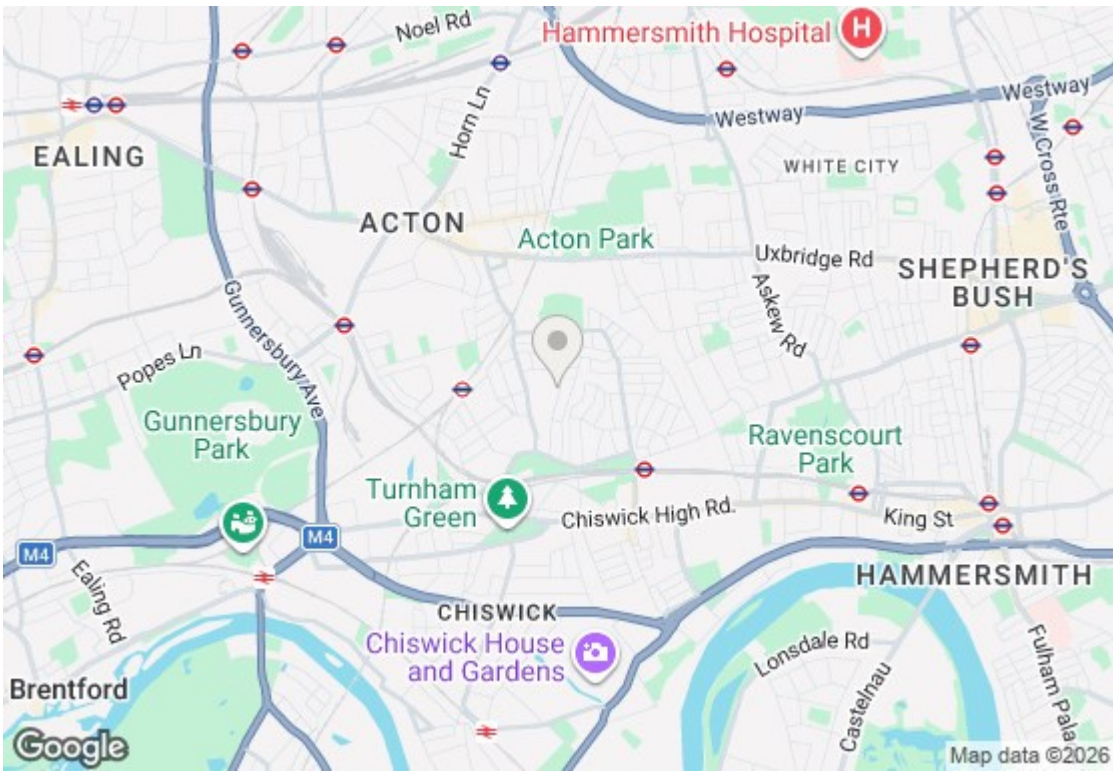 Noel Rd
Hammersmith Hospital
H
Horn Ln
Westway
Westway
W Cross Rte
EALING
WHITE CITY
ACTON
Acton Park
Uxbridge Rd
SHEPHERD'S
BUSH
Gunnersbury Ave
Askew Rd
Popes Ln
Gunnersbury
Park
Ravenscourt
Park
Turnham
Green
Chiswick High Rd.
King St
M4
M4
Ealing Rd
HAMMERSMITH
CHISWICK
Chiswick House
and Gardens
Lonsdale Rd
Castelnau
Fulham Pala
Brentford
Google
Map data ©2026